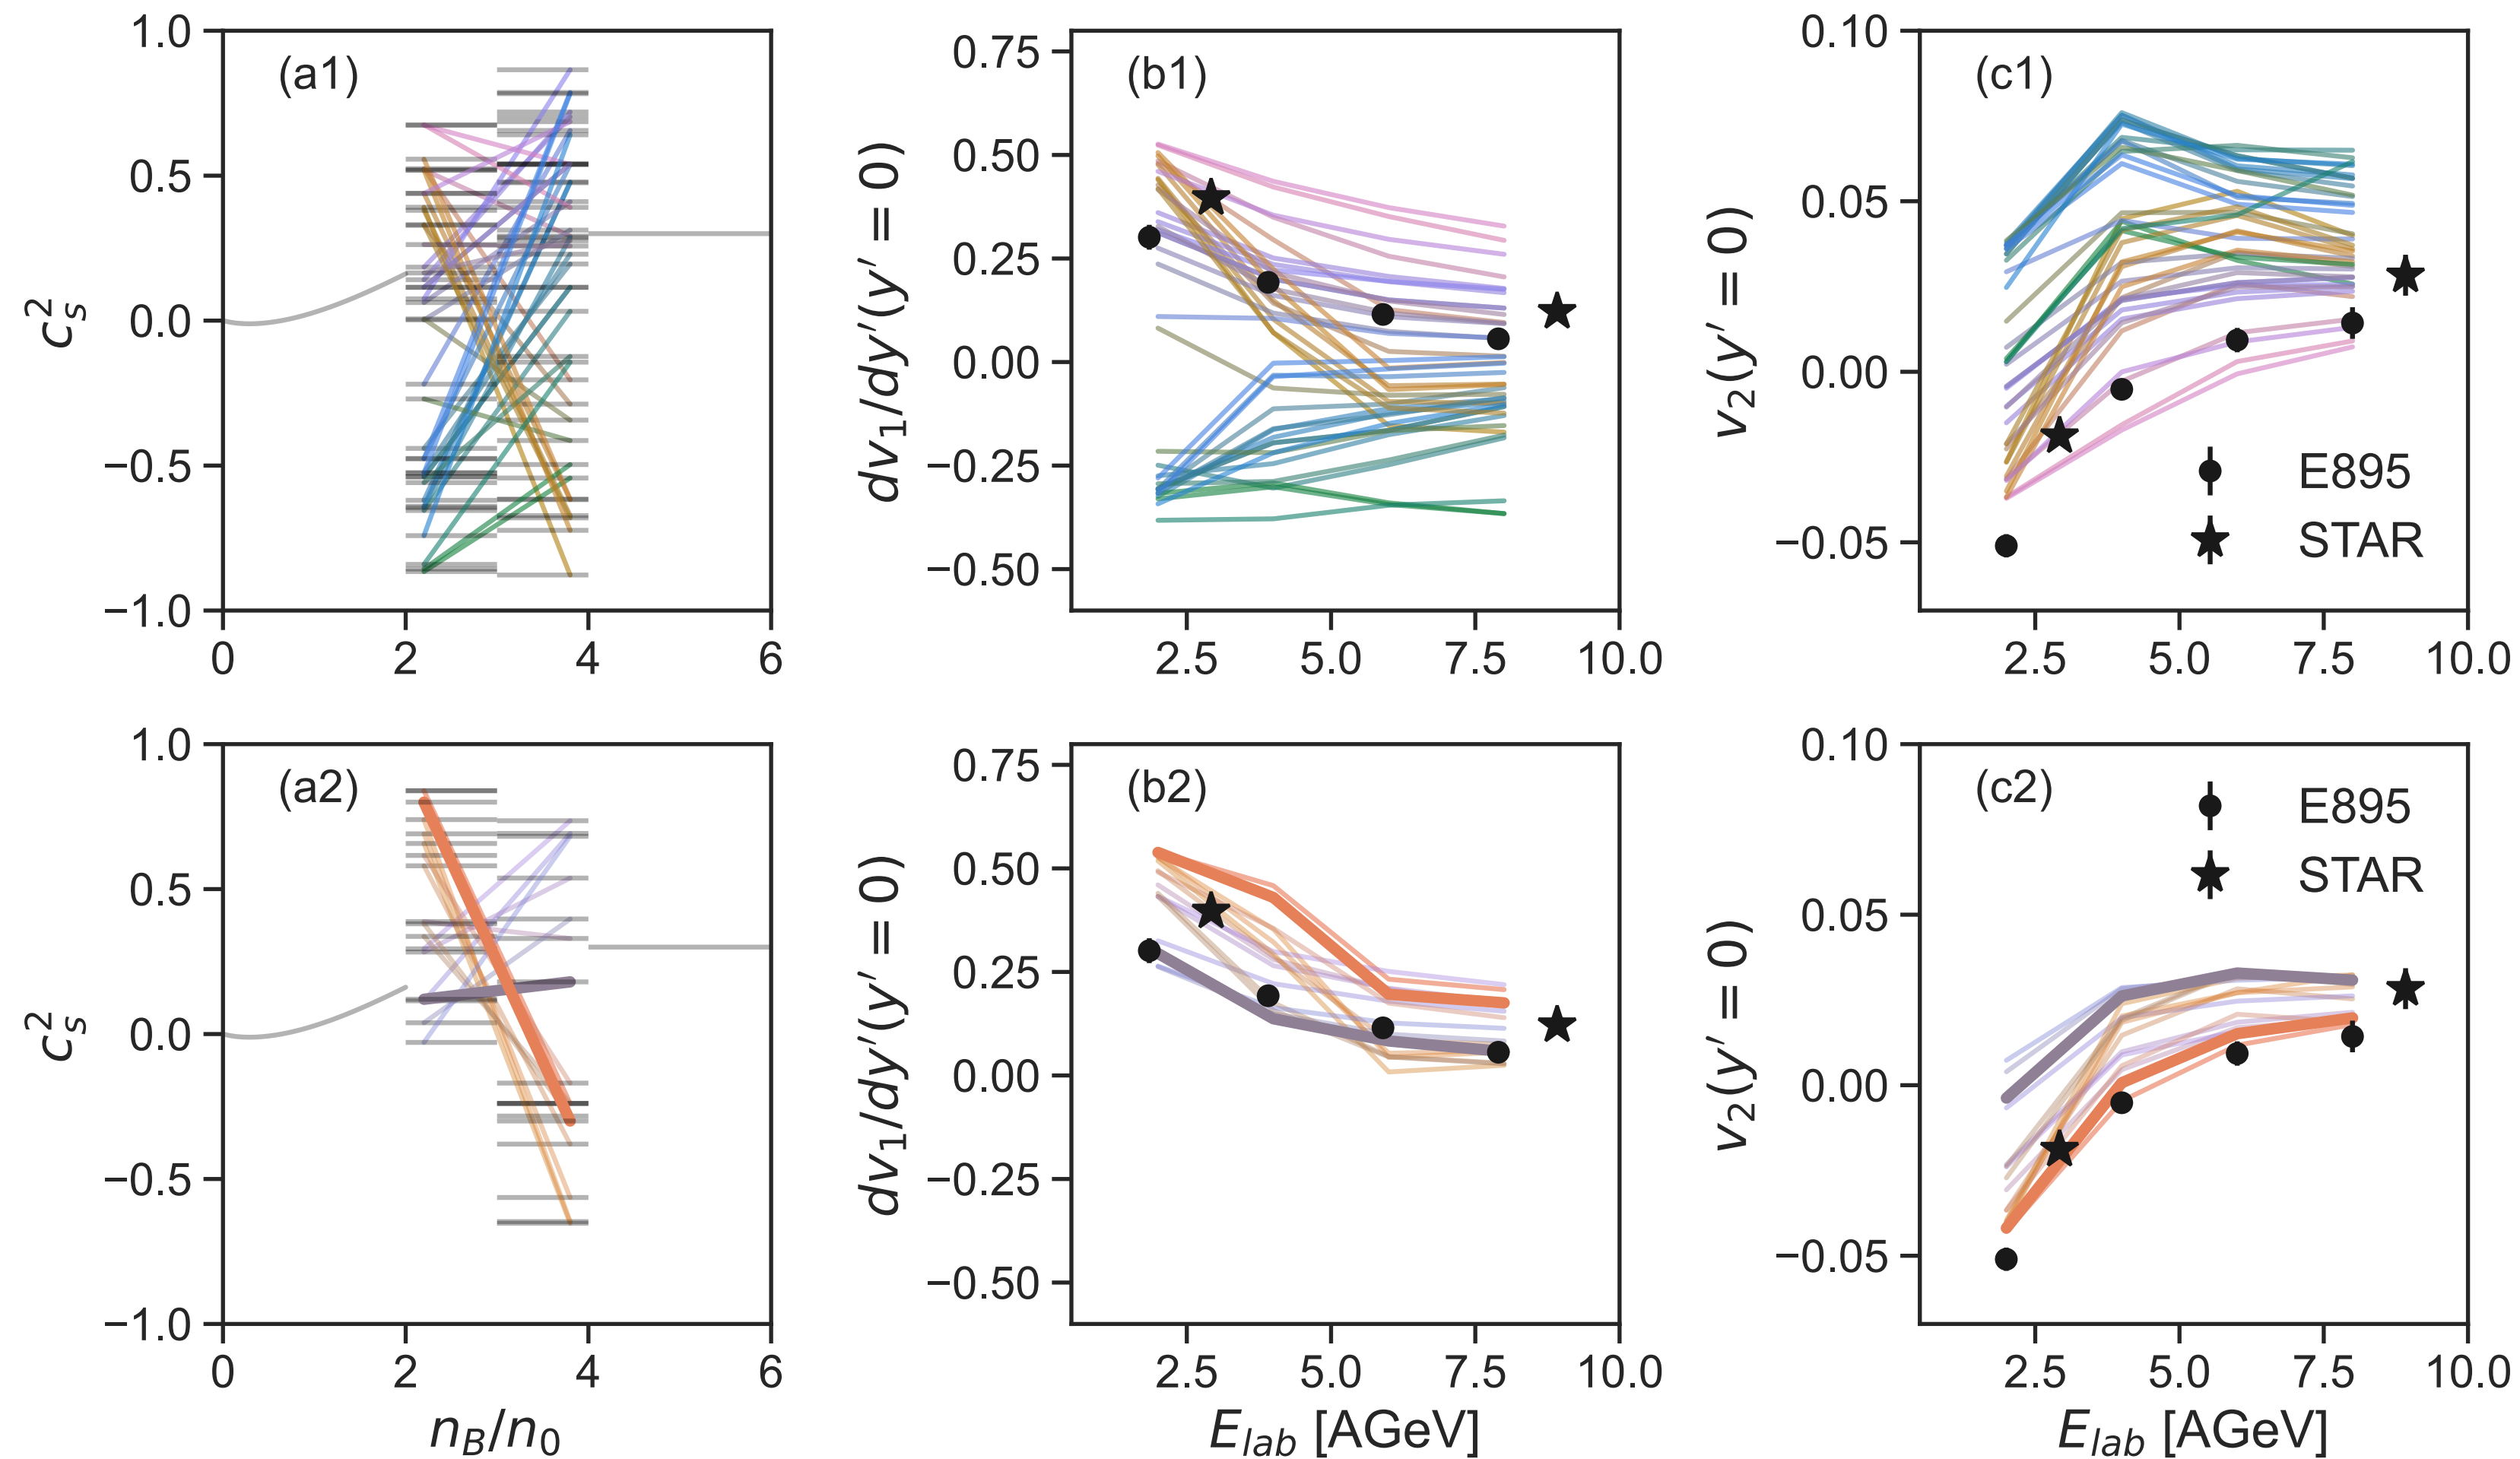 (a1)
1.0
0.5
0.0
−0.5
−1.0
c_s^2
0 2 4 6
(b1)
0.75
0.50
0.25
0.00
−0.25
−0.50
dv_1/dy′(y′ = 0)
2.5 5.0 7.5 10.0
(c1)
0.10
0.05
0.00
−0.05
v_2(y′ = 0)
E895
STAR
2.5 5.0 7.5 10.0
(a2)
1.0
0.5
0.0
−0.5
−1.0
c_s^2
0 2 4 6
n_B/n_0
(b2)
0.75
0.50
0.25
0.00
−0.25
−0.50
dv_1/dy′(y′ = 0)
2.5 5.0 7.5 10.0
E_lab [AGeV]
(c2)
0.10
0.05
0.00
−0.05
v_2(y′ = 0)
E895
STAR
2.5 5.0 7.5 10.0
E_lab [AGeV]